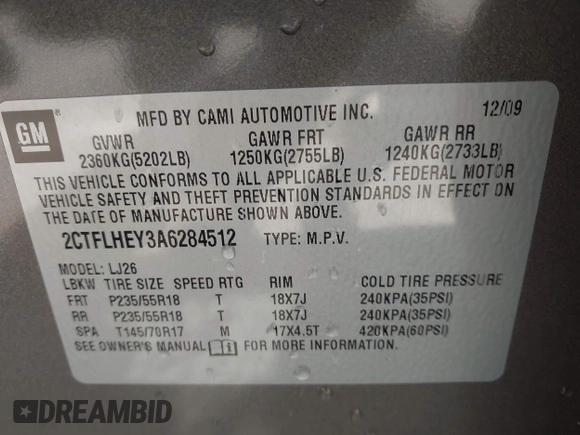 GM
MFD BY CAMI AUTOMOTIVE INC. 12/09
GVWR GAWR FRT GAWR RR
2360KG(5202LB) 1250KG(2755LB) 1240KG(2733LB)
THIS VEHICLE CONFORMS TO ALL APPLICABLE U.S. FEDERAL MOTOR
VEHICLE SAFETY AND THEFT PREVENTION STANDARDS IN EFFECT ON
THE DATE OF MANUFACTURE SHOWN ABOVE.
2CTFLHEY3A6284512 TYPE: M.P.V.
MODEL: LJ26
LBKW TIRE SIZE SPEED RTG RIM COLD TIRE PRESSURE
FRT P235/55R18 T 18X7J 240KPA(35PSI)
RR P235/55R18 T 18X7J 240KPA(35PSI)
SPA T145/70R17 M 17X4.5T 420KPA(60PSI)
SEE OWNER'S MANUAL FOR MORE INFORMATION.
DREAMBID